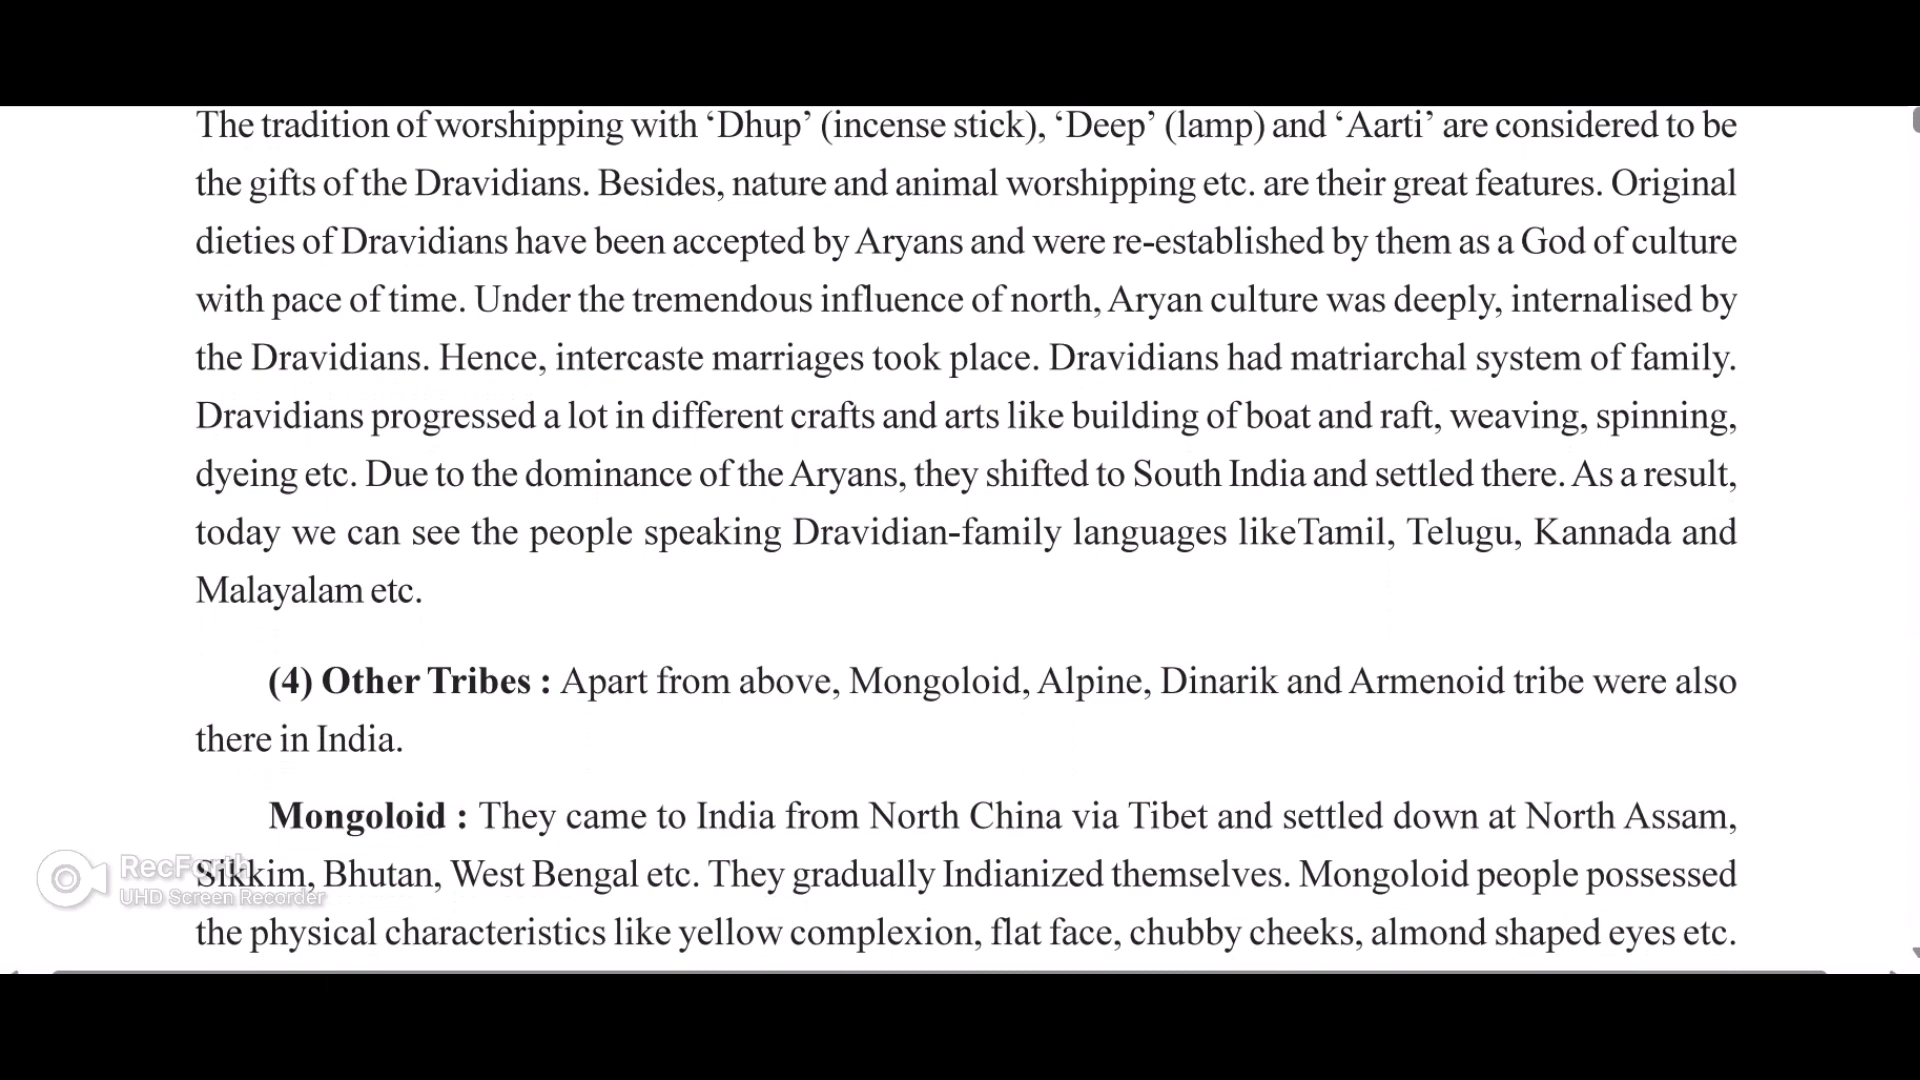 The tradition of worshipping with ‘Dhup’ (incense stick), ‘Deep’ (lamp) and ‘Aarti’ are considered to be
the gifts of the Dravidians. Besides, nature and animal worshipping etc. are their great features. Original
dieties of Dravidians have been accepted by Aryans and were re-established by them as a God of culture
with pace of time. Under the tremendous influence of north, Aryan culture was deeply, internalised by
the Dravidians. Hence, intercaste marriages took place. Dravidians had matriarchal system of family.
Dravidians progressed a lot in different crafts and arts like building of boat and raft, weaving, spinning,
dyeing etc. Due to the dominance of the Aryans, they shifted to South India and settled there. As a result,
today we can see the people speaking Dravidian-family languages likeTamil, Telugu, Kannada and
Malayalam etc.
(4) Other Tribes : Apart from above, Mongoloid, Alpine, Dinarik and Armenoid tribe were also
there in India.
Mongoloid : They came to India from North China via Tibet and settled down at North Assam,
Sikkim, Bhutan, West Bengal etc. They gradually Indianized themselves. Mongoloid people possessed
the physical characteristics like yellow complexion, flat face, chubby cheeks, almond shaped eyes etc.
RecForth
UHD Screen Recorder